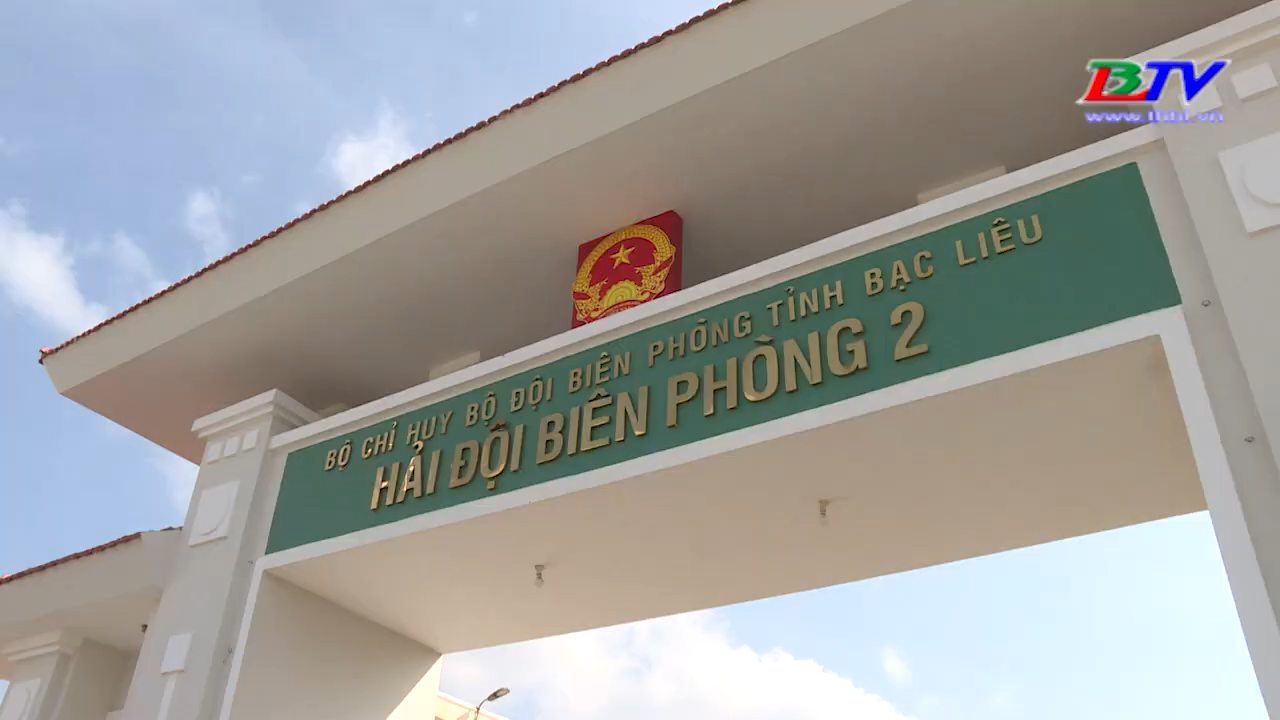 BTV
BỘ CHỈ HUY BỘ ĐỘI BIÊN PHÒNG TỈNH BẠC LIÊU
HẢI ĐỘI BIÊN PHÒNG 2